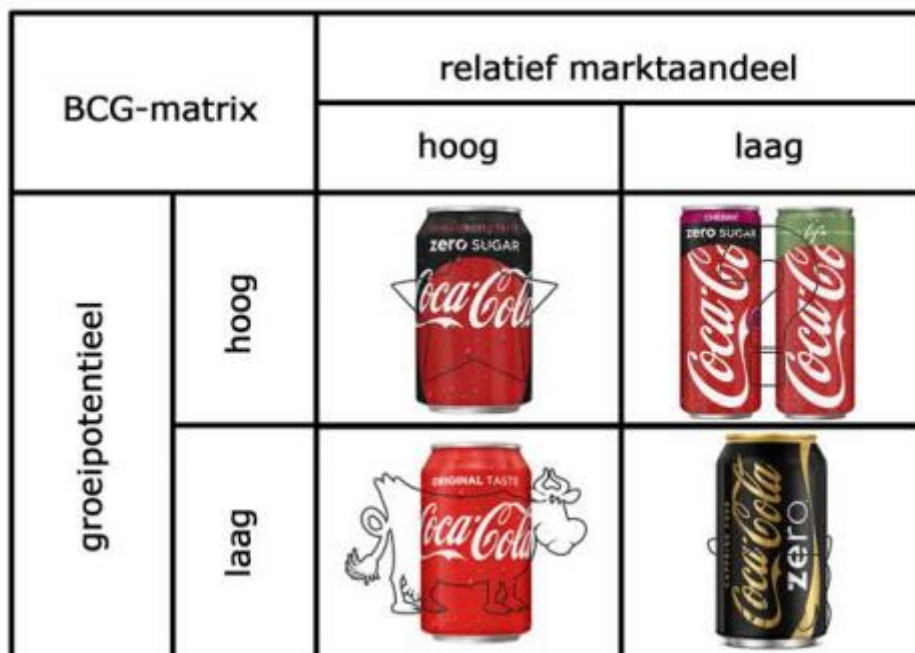 BCG-matrix
relatief marktaandeel
hoog
laag
groeipotentieel
hoog
zero SUGAR
Coca-Cola
CHERRY
zero SUGAR
Coca-Cola
life
Coca-Cola
laag
ORIGINAL TASTE
Coca-Cola
Coca-Cola
zero